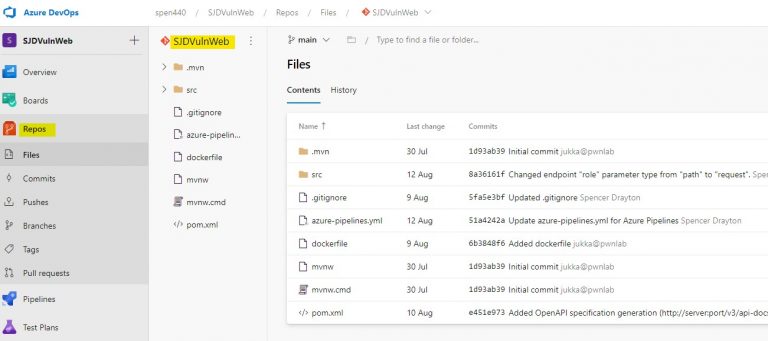 Azure DevOps
spen440 / SJDVulnWeb / Repos / Files / SJDVulnWeb
S SJDVulnWeb
Overview
Boards
Repos
Files
Commits
Pushes
Branches
Tags
Pull requests
Pipelines
Test Plans
SJDVulnWeb
.mvn
src
.gitignore
azure-pipelin...
dockerfile
mvnw
mvnw.cmd
pom.xml
main / Type to find a file or folder...
Files
Contents History
Name ↑ Last change Commits
.mvn 30 Jul 1d93ab39 Initial commit jukka@pwnlab
src 12 Aug 8a36161f Changed endpoint "role" parameter type from "path" to "request". Spencer Drayton
.gitignore 9 Aug 5fa5e3bf Updated .gitignore Spencer Drayton
azure-pipelines.yml 12 Aug 51a4242a Update azure-pipelines.yml for Azure Pipelines Spencer Drayton
dockerfile 9 Aug 6b3848f6 Added dockerfile jukka@pwnlab
mvnw 30 Jul 1d93ab39 Initial commit jukka@pwnlab
mvnw.cmd 30 Jul 1d93ab39 Initial commit jukka@pwnlab
pom.xml 10 Aug e451e973 Added OpenAPI specification generation (http://server:port/v3/api-docs